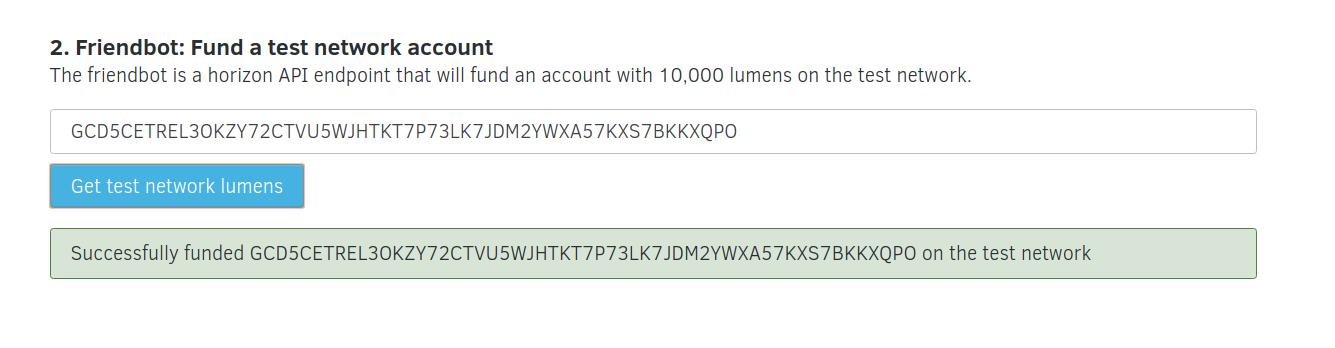 2. Friendbot: Fund a test network account
The friendbot is a horizon API endpoint that will fund an account with 10,000 lumens on the test network.
GCD5CETREL3OKZY72CTVU5WJHTKT7P73LK7JDM2YWXA57KXS7BKKXQPO
Get test network lumens
Successfully funded GCD5CETREL3OKZY72CTVU5WJHTKT7P73LK7JDM2YWXA57KXS7BKKXQPO on the test network